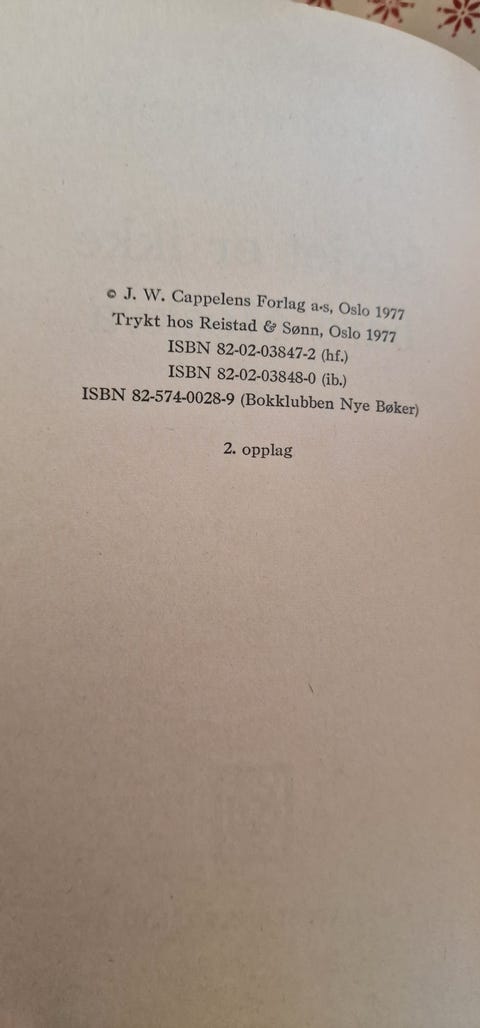 © J. W. Cappelens Forlag a·s, Oslo 1977
Trykt hos Reistad & Sønn, Oslo 1977
ISBN 82-02-03847-2 (hf.)
ISBN 82-02-03848-0 (ib.)
ISBN 82-574-0028-9 (Bokklubben Nye Bøker)
2. opplag